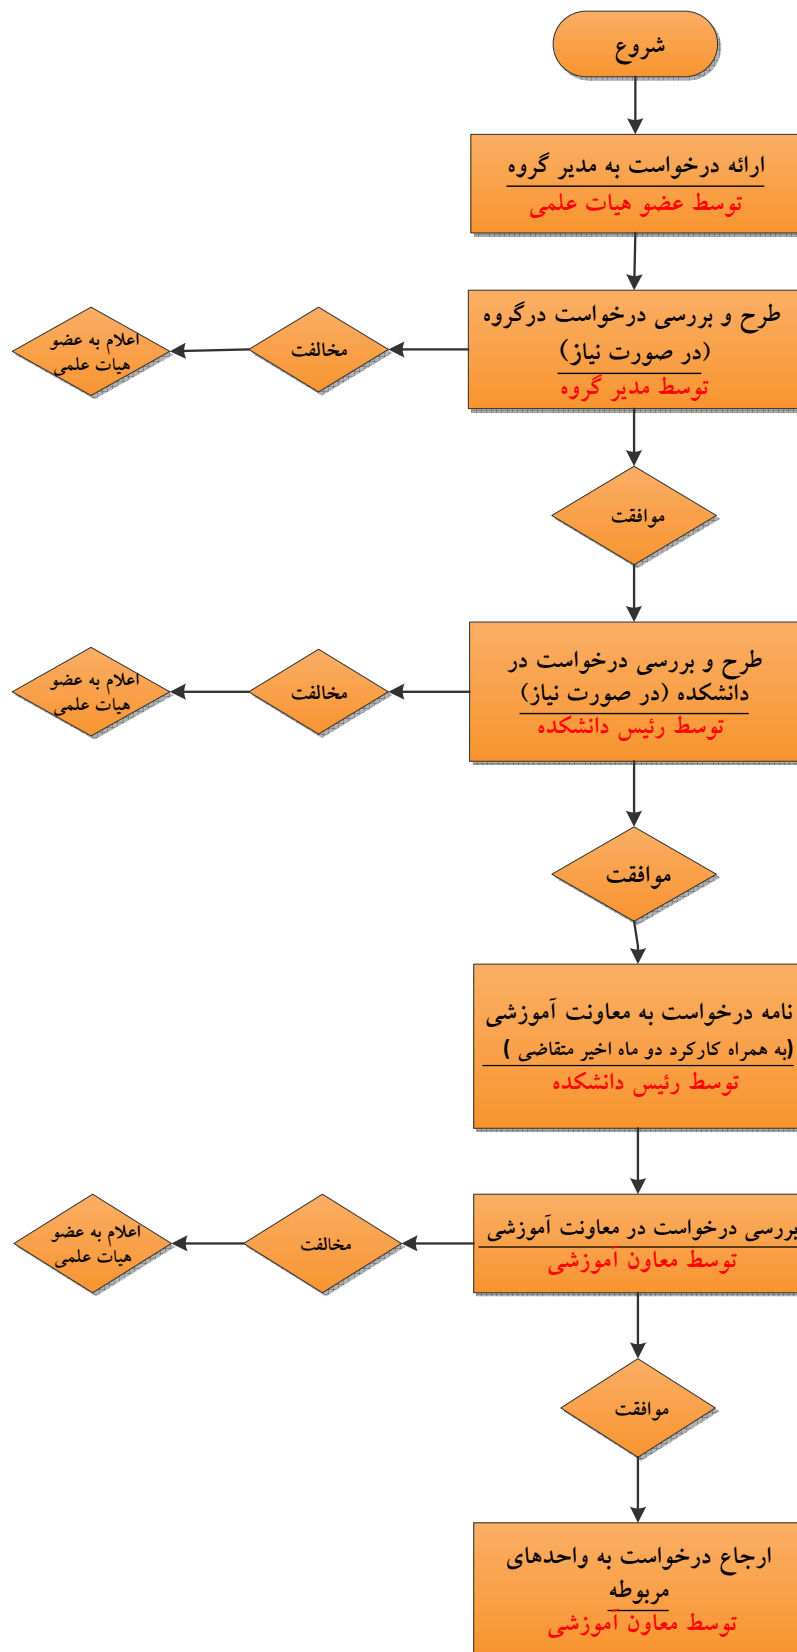 شروع
ارائه درخواست به مدیر گروه
توسط عضو هیات علمی
طرح و بررسی درخواست درگروه
(در صورت نیاز)
توسط مدیر گروه
مخالفت
اعلام به عضو
هیات علمی
موافقت
طرح و بررسی درخواست در
دانشکده (در صورت نیاز)
توسط رئیس دانشکده
مخالفت
اعلام به عضو
هیات علمی
موافقت
نامه درخواست به معاونت آموزشی
(به همراه کارکرد دو ماه اخیر متقاضی )
توسط رئیس دانشکده
بررسی درخواست در معاونت آموزشی
توسط معاون آموزشی
مخالفت
اعلام به عضو
هیات علمی
موافقت
ارجاع درخواست به واحدهای
مربوطه
توسط معاون آموزشی